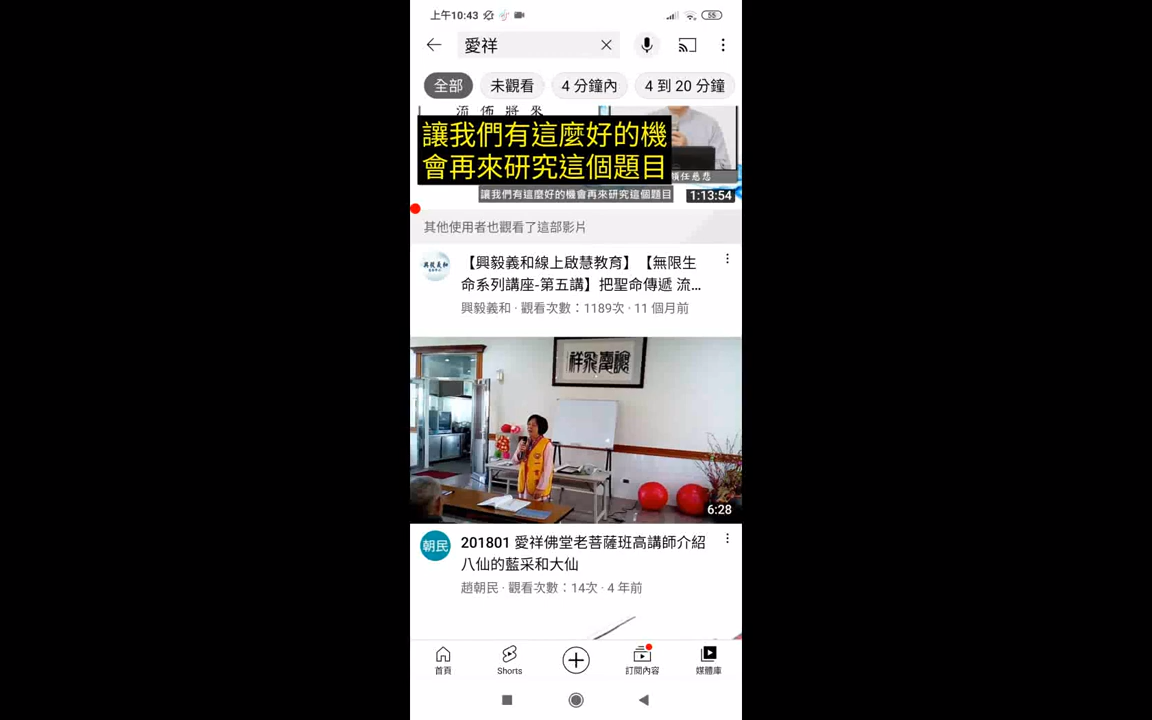 上午10:43
55
愛祥
全部
未觀看
4 分鐘內
4 到 20 分鐘
流 佈 將 來
讓我們有這麼好的機
會再來研究這個題目
讓我們有這麼好的機會再來研究這個題目
1:13:54
其他使用者也觀看了這部影片
【興毅義和線上啟慧教育】【無限生
命系列講座-第五講】把聖命傳遞 流...
興毅義和 · 觀看次數：1189次 · 11 個月前
6:28
朝民
201801 愛祥佛堂老菩薩班高講師介紹
八仙的藍采和大仙
趙朝民 · 觀看次數：14次 · 4 年前
首頁
Shorts
訂閱內容
媒體庫